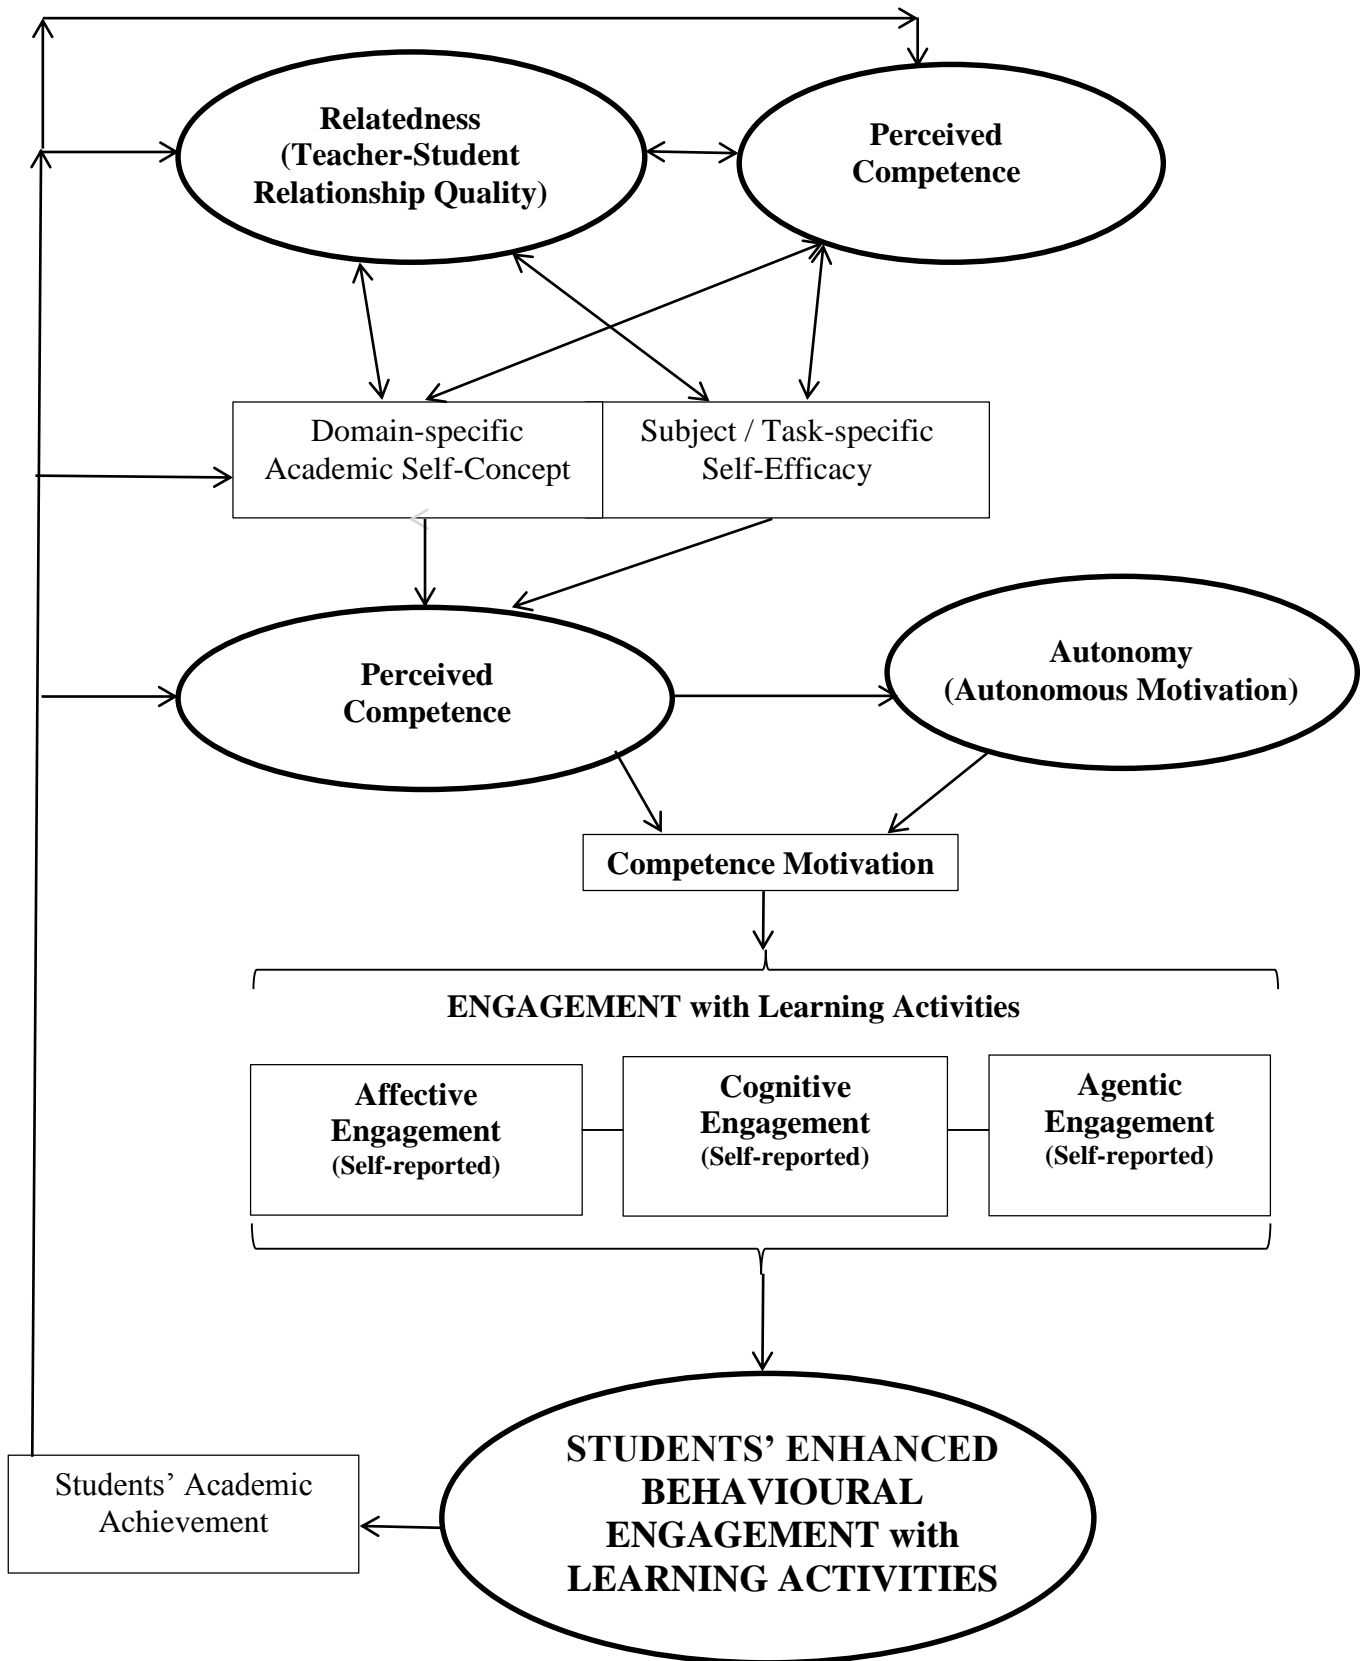 Relatedness
(Teacher-Student
Relationship Quality)
Perceived
Competence
Domain-specific
Academic Self-Concept
Subject / Task-specific
Self-Efficacy
Perceived
Competence
Autonomy
(Autonomous Motivation)
Competence Motivation
ENGAGEMENT with Learning Activities
Affective
Engagement
(Self-reported)
Cognitive
Engagement
(Self-reported)
Agentic
Engagement
(Self-reported)
STUDENTS’ ENHANCED
BEHAVIOURAL
ENGAGEMENT with
LEARNING ACTIVITIES
Students’ Academic
Achievement